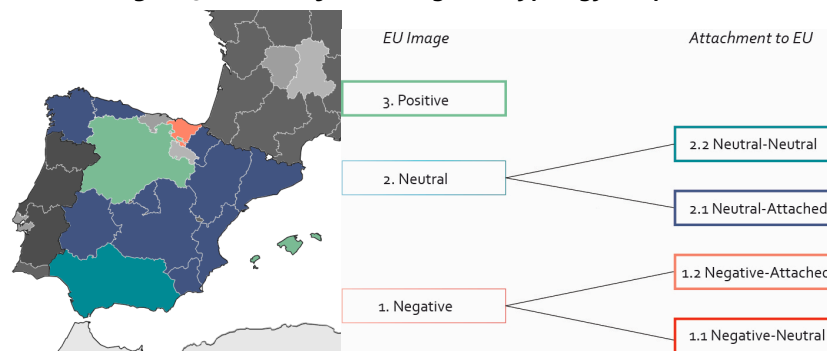 EU Image
Attachment to EU
3. Positive
2.2 Neutral-Neutral
2. Neutral
2.1 Neutral-Attached
1.2 Negative-Attached
1. Negative
1.1 Negative-Neutral